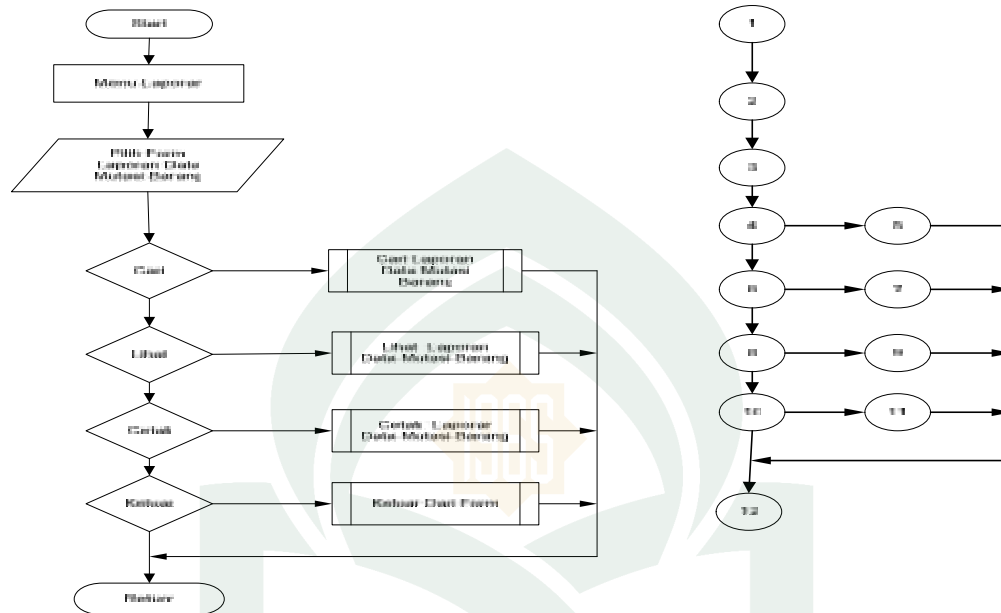 Start
Menu Laporan
Pilih Form
Laporan Data
Mutasi Barang
Cari
Cari Laporan
Data Mutasi
Barang
Lihat
Lihat Laporan
Data Mutasi Barang
Cetak
Cetak Laporan
Data Mutasi Barang
Keluar
Keluar Dari Form
1
2
3
4
5
6
7
8
9
10
11
12